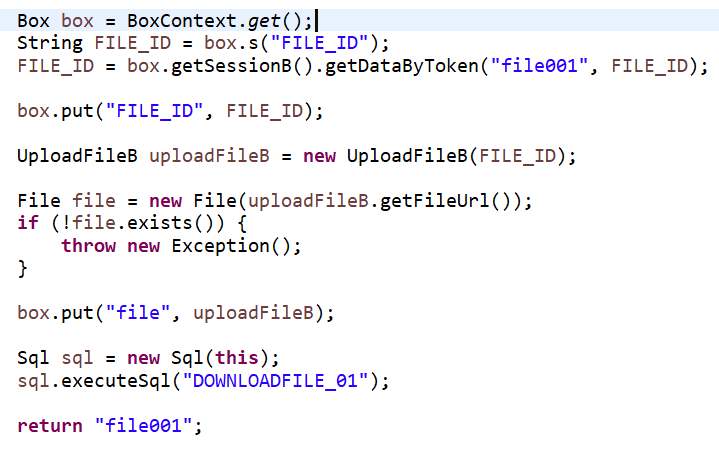 Box box = BoxContext.get();
String FILE_ID = box.s("FILE_ID");
FILE_ID = box.getSessionB().getDataByToken("file001", FILE_ID);
box.put("FILE_ID", FILE_ID);
UploadFileB uploadFileB = new UploadFileB(FILE_ID);
File file = new File(uploadFileB.getFileUrl());
if (!file.exists()) {
    throw new Exception();
}
box.put("file", uploadFileB);
Sql sql = new Sql(this);
sql.executeSql("DOWNLOADFILE_01");
return "file001";